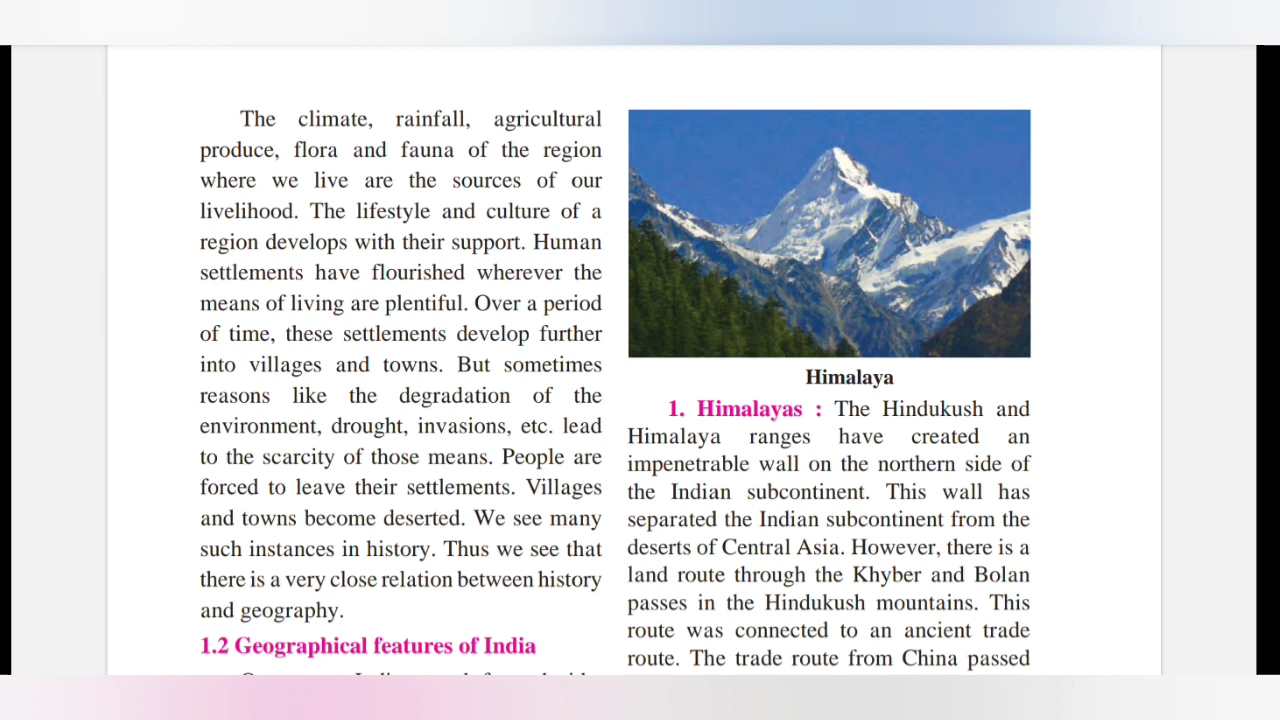 The climate, rainfall, agricultural
produce, flora and fauna of the region
where we live are the sources of our
livelihood. The lifestyle and culture of a
region develops with their support. Human
settlements have flourished wherever the
means of living are plentiful. Over a period
of time, these settlements develop further
into villages and towns. But sometimes
reasons like the degradation of the
environment, drought, invasions, etc. lead
to the scarcity of those means. People are
forced to leave their settlements. Villages
and towns become deserted. We see many
such instances in history. Thus we see that
there is a very close relation between history
and geography.
1.2 Geographical features of India
Himalaya
1. Himalayas : The Hindukush and
Himalaya ranges have created an
impenetrable wall on the northern side of
the Indian subcontinent. This wall has
separated the Indian subcontinent from the
deserts of Central Asia. However, there is a
land route through the Khyber and Bolan
passes in the Hindukush mountains. This
route was connected to an ancient trade
route. The trade route from China passed